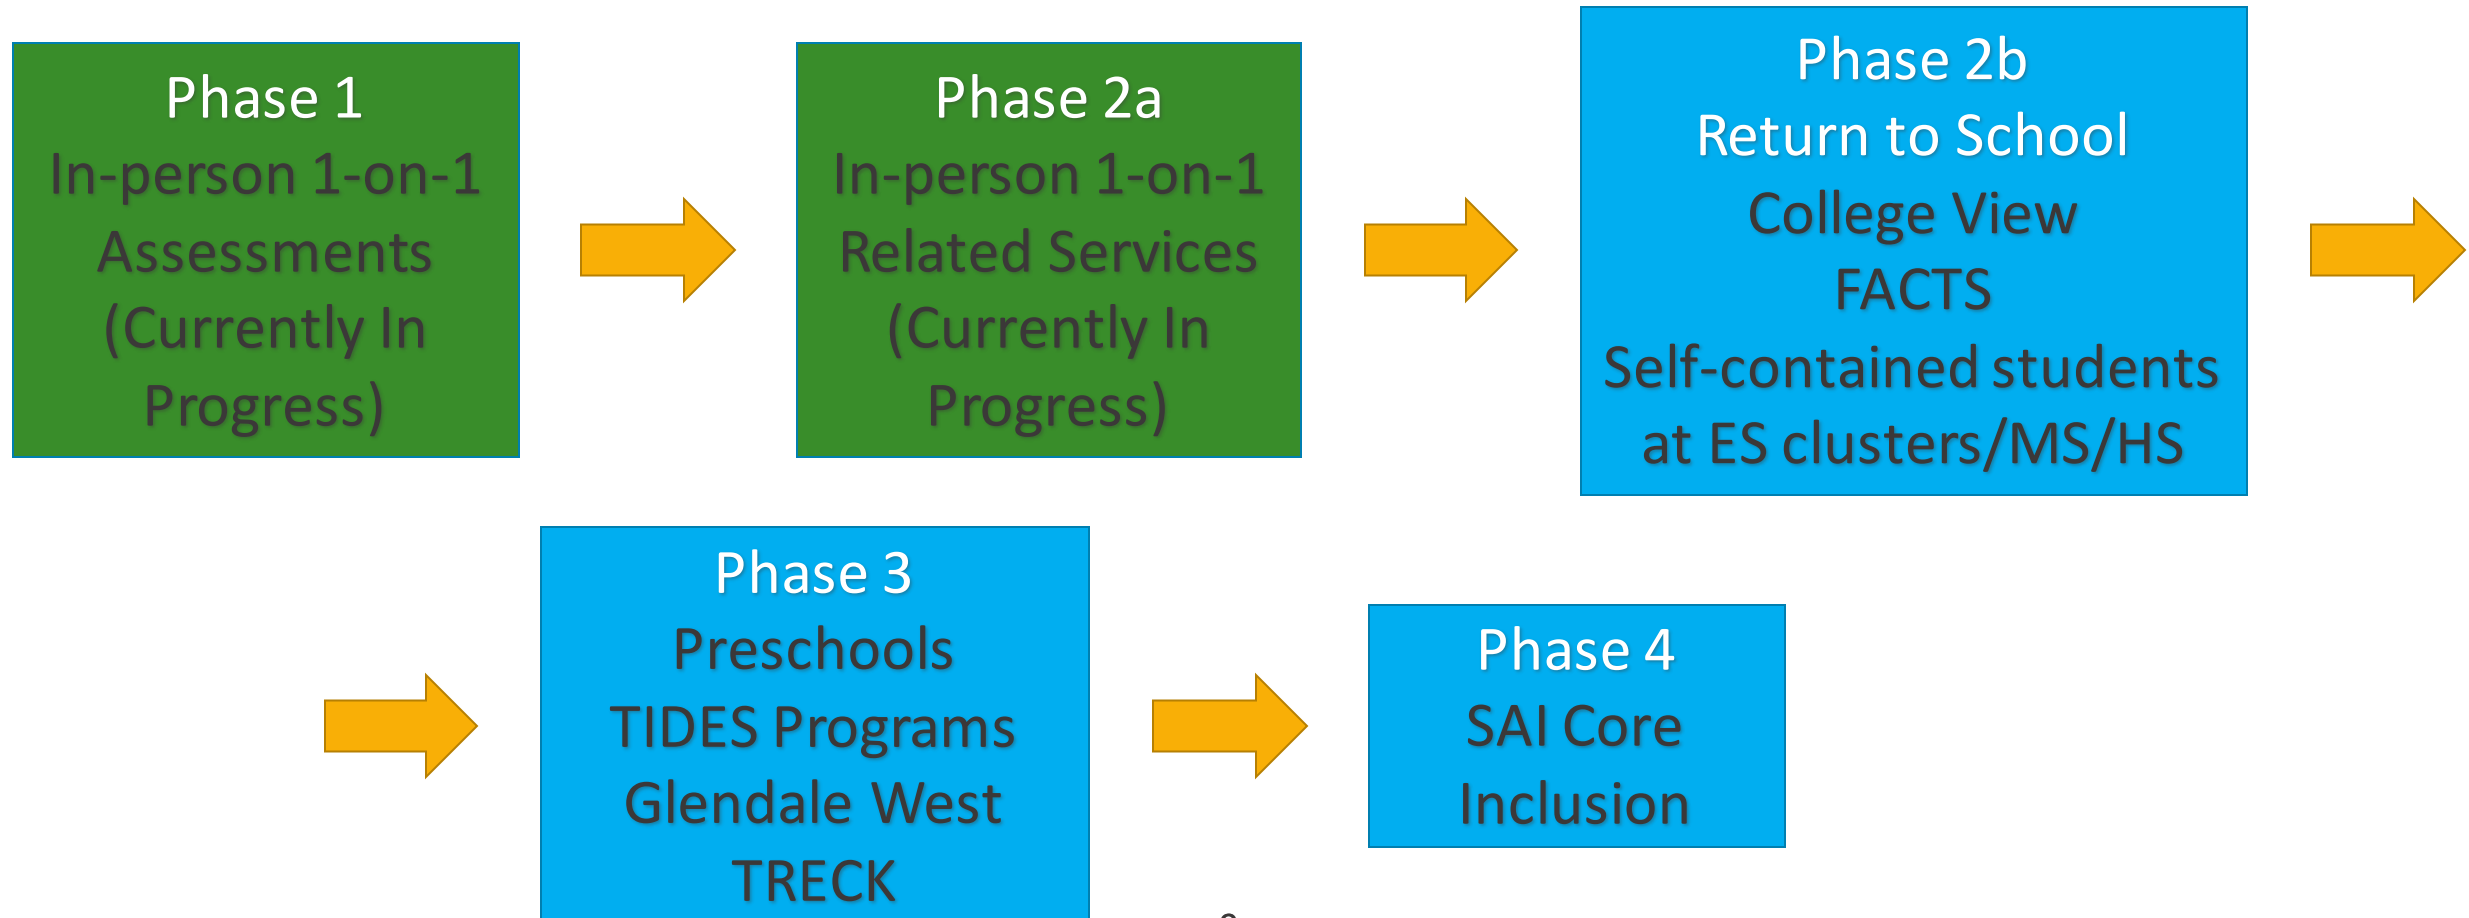 Phase 1
In-person 1-on-1
Assessments
(Currently In
Progress)
Phase 2a
In-person 1-on-1
Related Services
(Currently In
Progress)
Phase 2b
Return to School
College View
FACTS
Self-contained students
at ES clusters/MS/HS
Phase 3
Preschools
TIDES Programs
Glendale West
TRECK
Phase 4
SAI Core
Inclusion